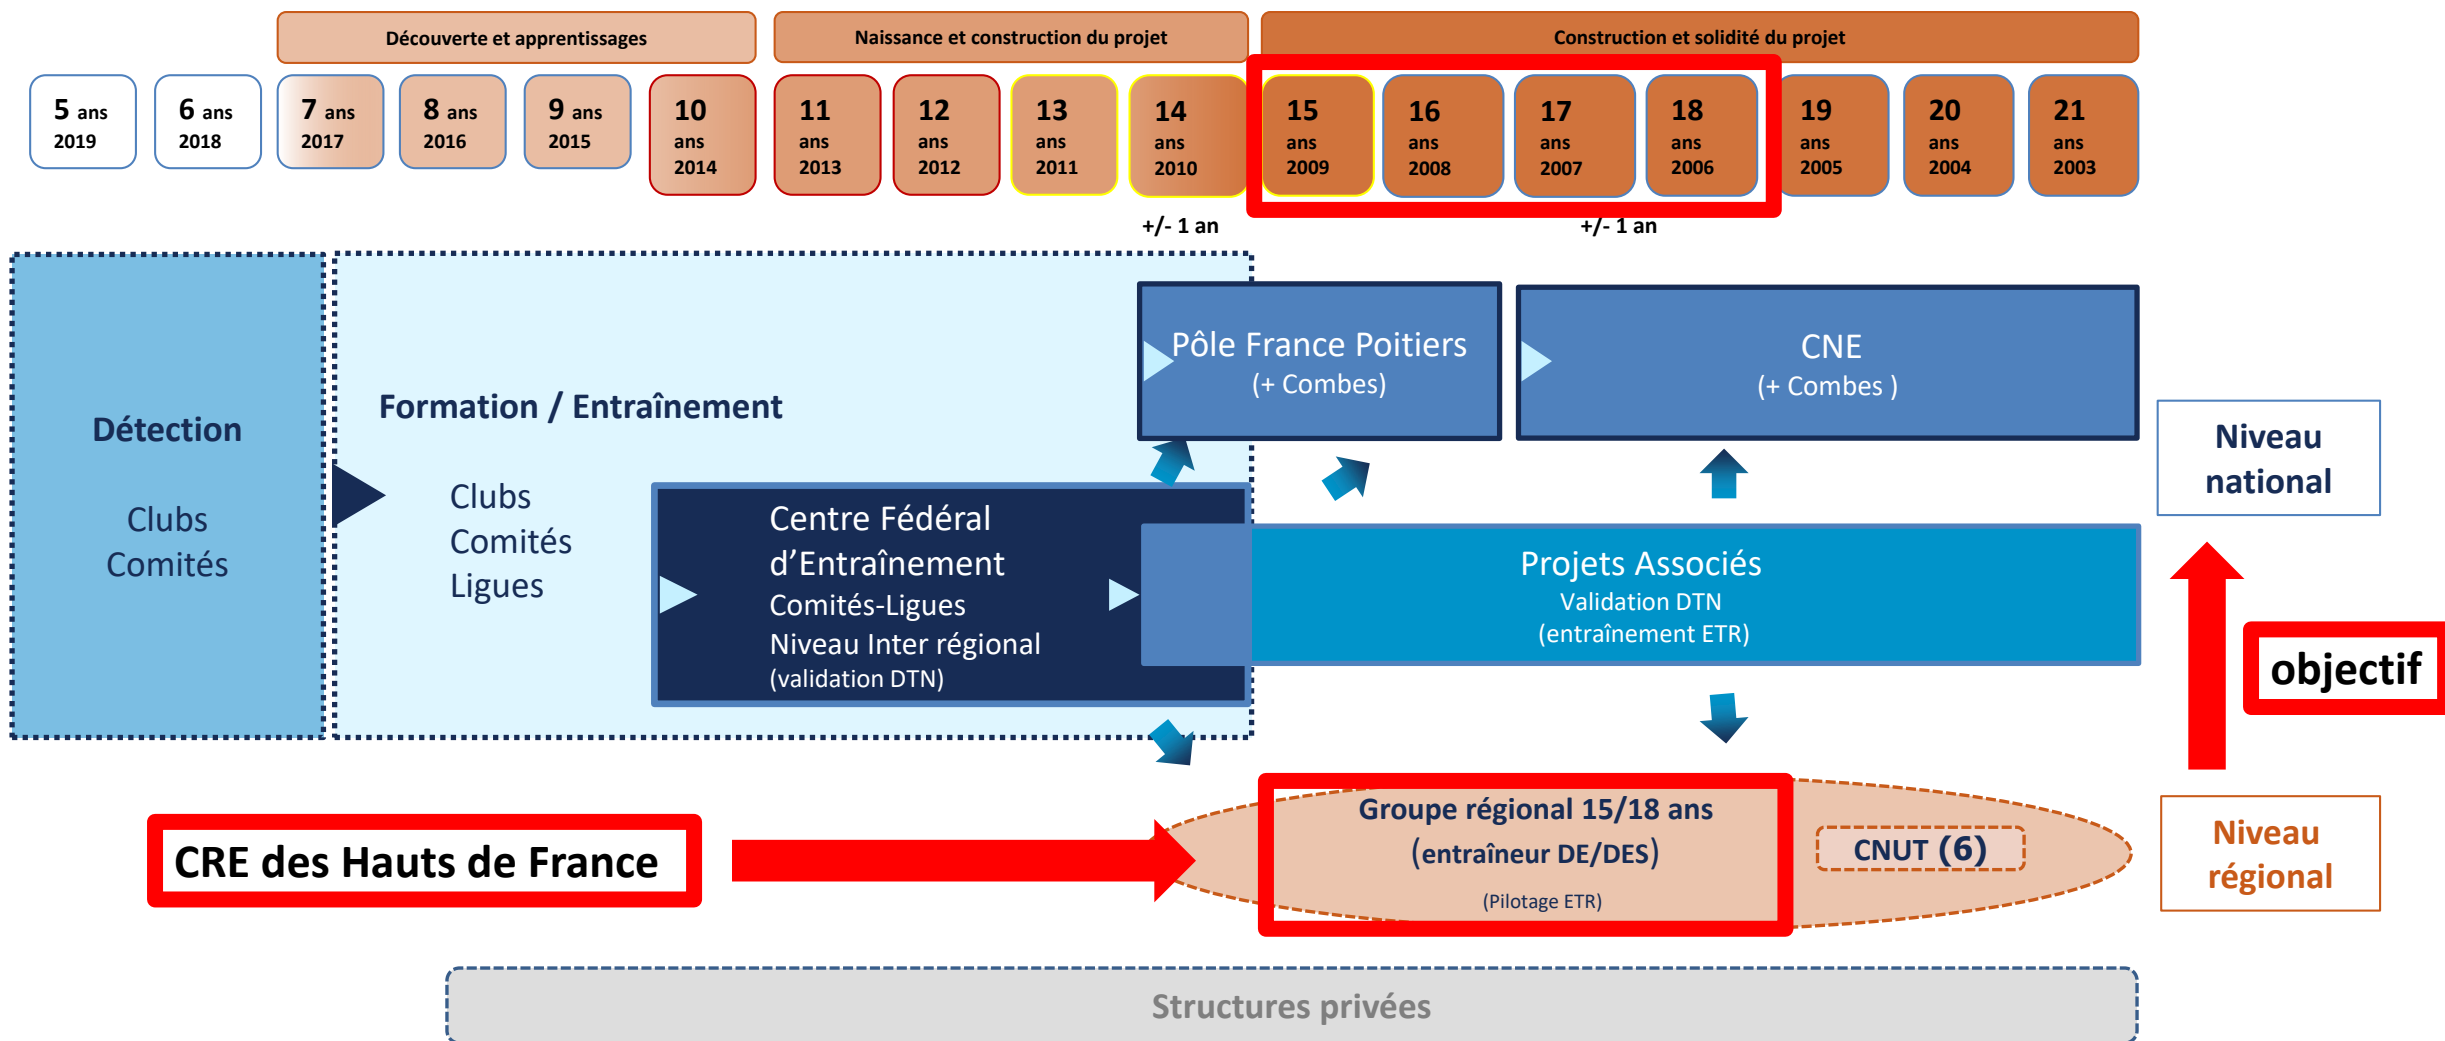 Découverte et apprentissages
Naissance et construction du projet
Construction et solidité du projet
5 ans
2019
6 ans
2018
7 ans
2017
8 ans
2016
9 ans
2015
10
ans
2014
11
ans
2013
12
ans
2012
13
ans
2011
14
ans
2010
15
ans
2009
16
ans
2008
17
ans
2007
18
ans
2006
19
ans
2005
20
ans
2004
21
ans
2003
+/- 1 an
+/- 1 an
Détection
Clubs
Comités
Formation / Entraînement
Clubs
Comités
Ligues
Centre Fédéral
d’Entraînement
Comités-Ligues
Niveau Inter régional
(validation DTN)
Pôle France Poitiers
(+ Combes)
CNE
(+ Combes )
Projets Associés
Validation DTN
(entraînement ETR)
Niveau
national
objectif
CRE des Hauts de France
Groupe régional 15/18 ans
(entraîneur DE/DES)
(Pilotage ETR)
CNUT (6)
Niveau
régional
Structures privées